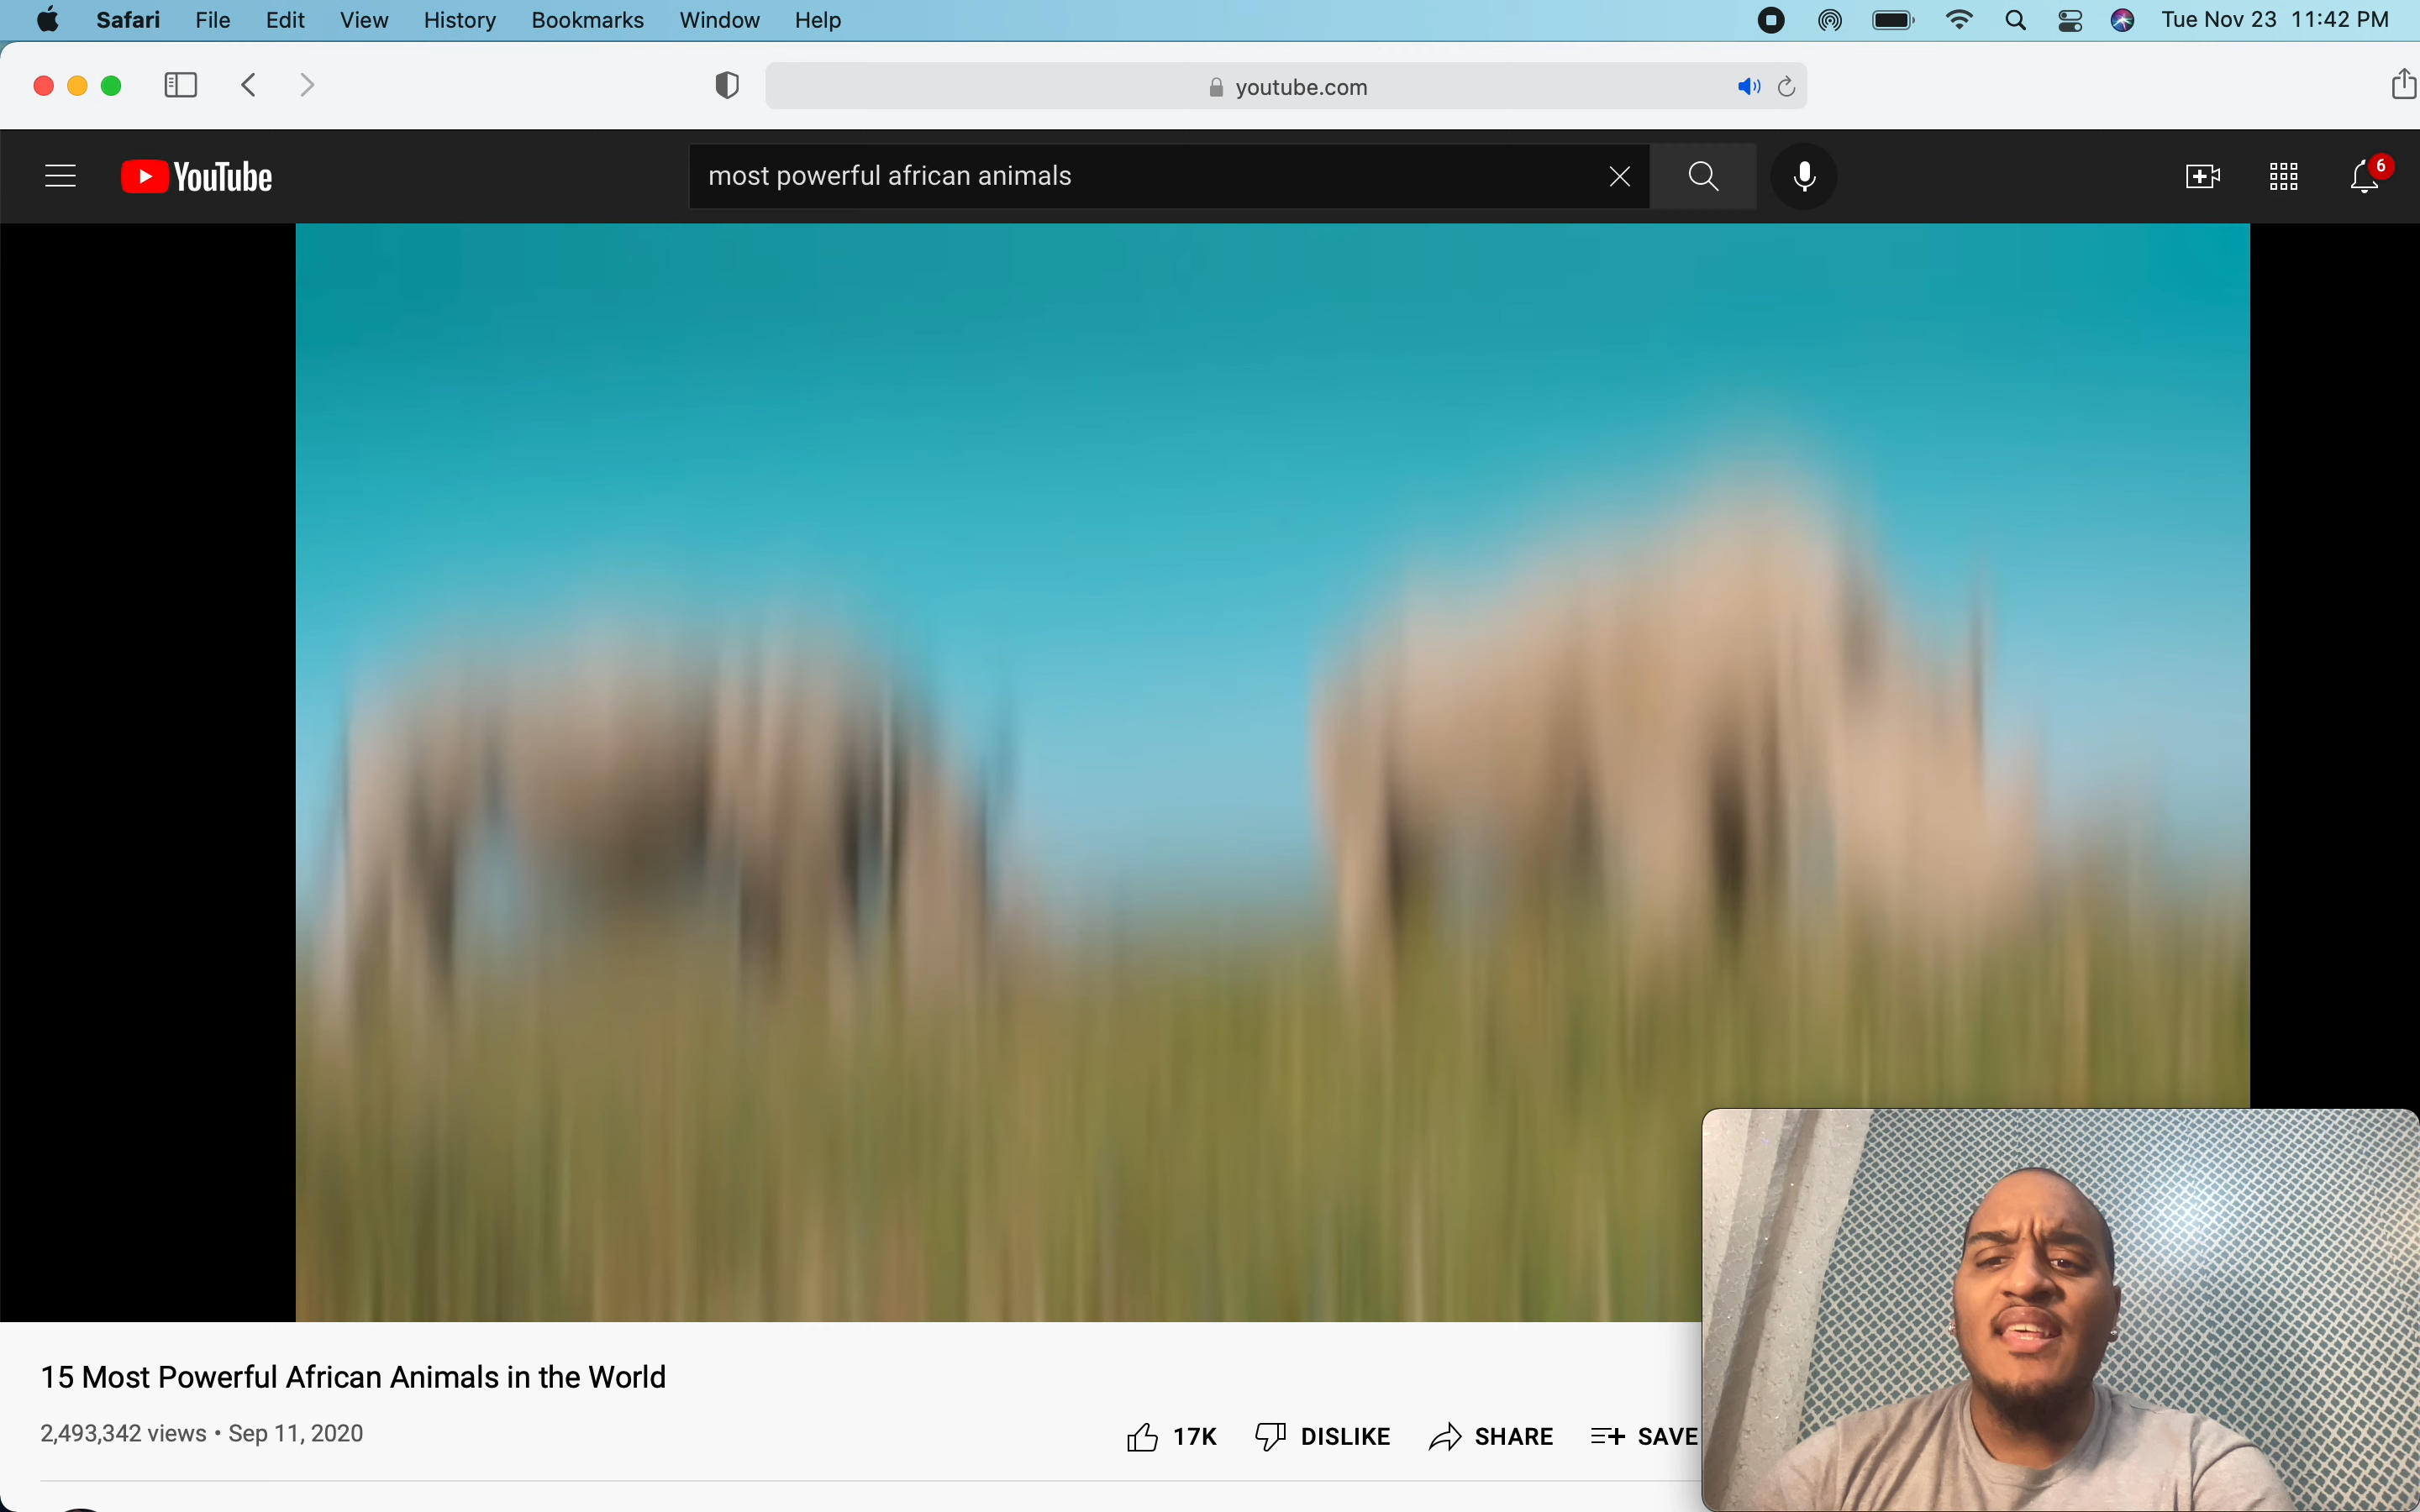 Safari File Edit View History Bookmarks Window Help Tue Nov 23 11:42 PM
youtube.com
YouTube most powerful african animals 6
15 Most Powerful African Animals in the World
2,493,342 views • Sep 11, 2020 17K DISLIKE SHARE SAVE